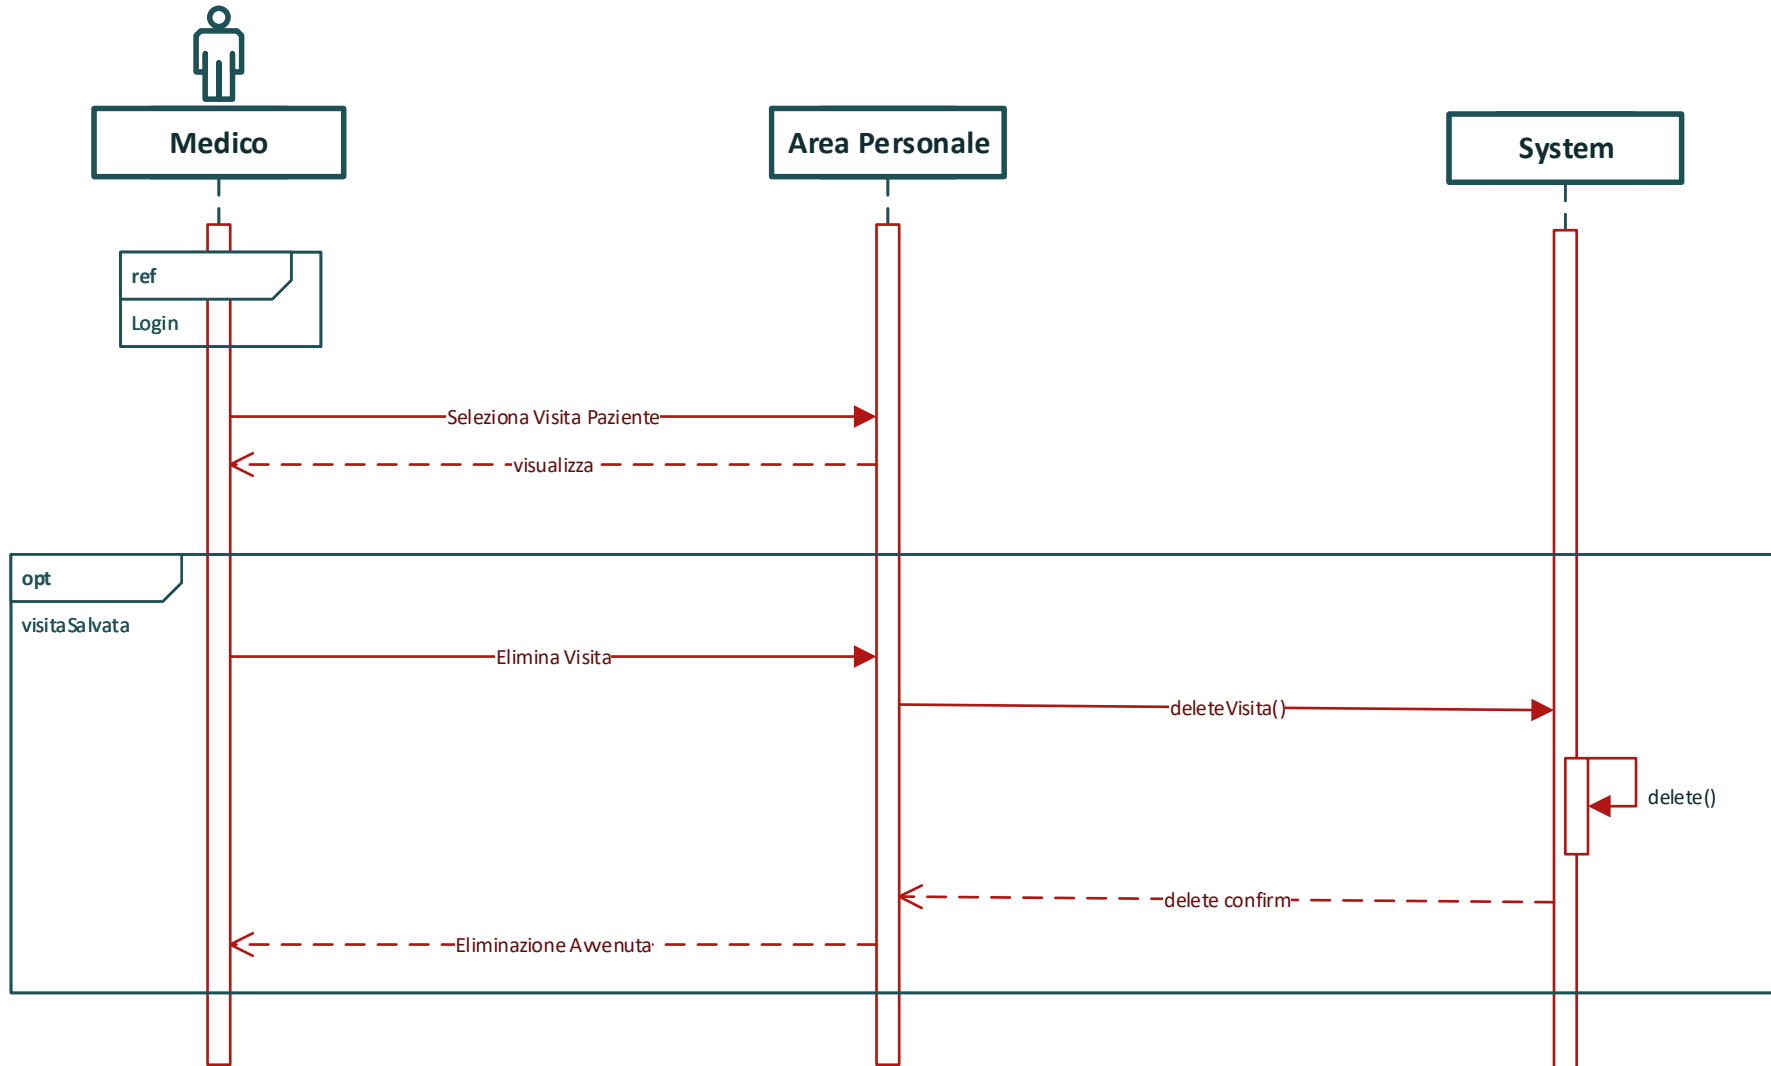 Medico
Area Personale
System
ref
Login
Seleziona Visita Paziente
visualizza
opt
visitaSalvata
Elimina Visita
deleteVisita()
delete()
delete confirm
Eliminazione Avvenuta